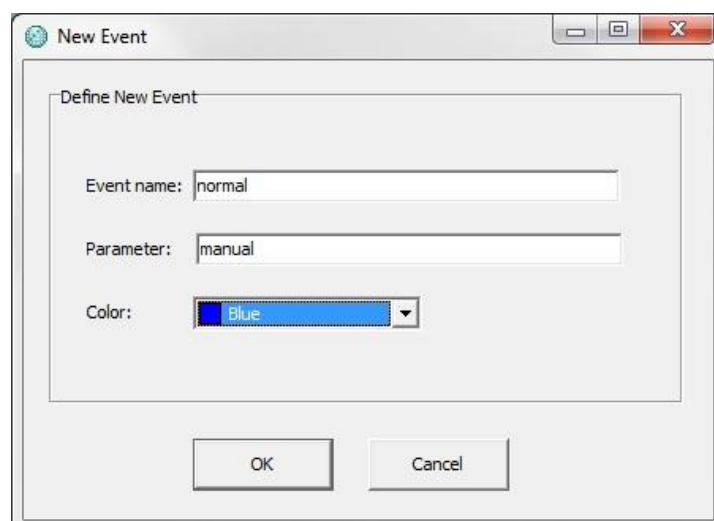 New Event
Define New Event
Event name: normal
Parameter: manual
Color: Blue
OK Cancel